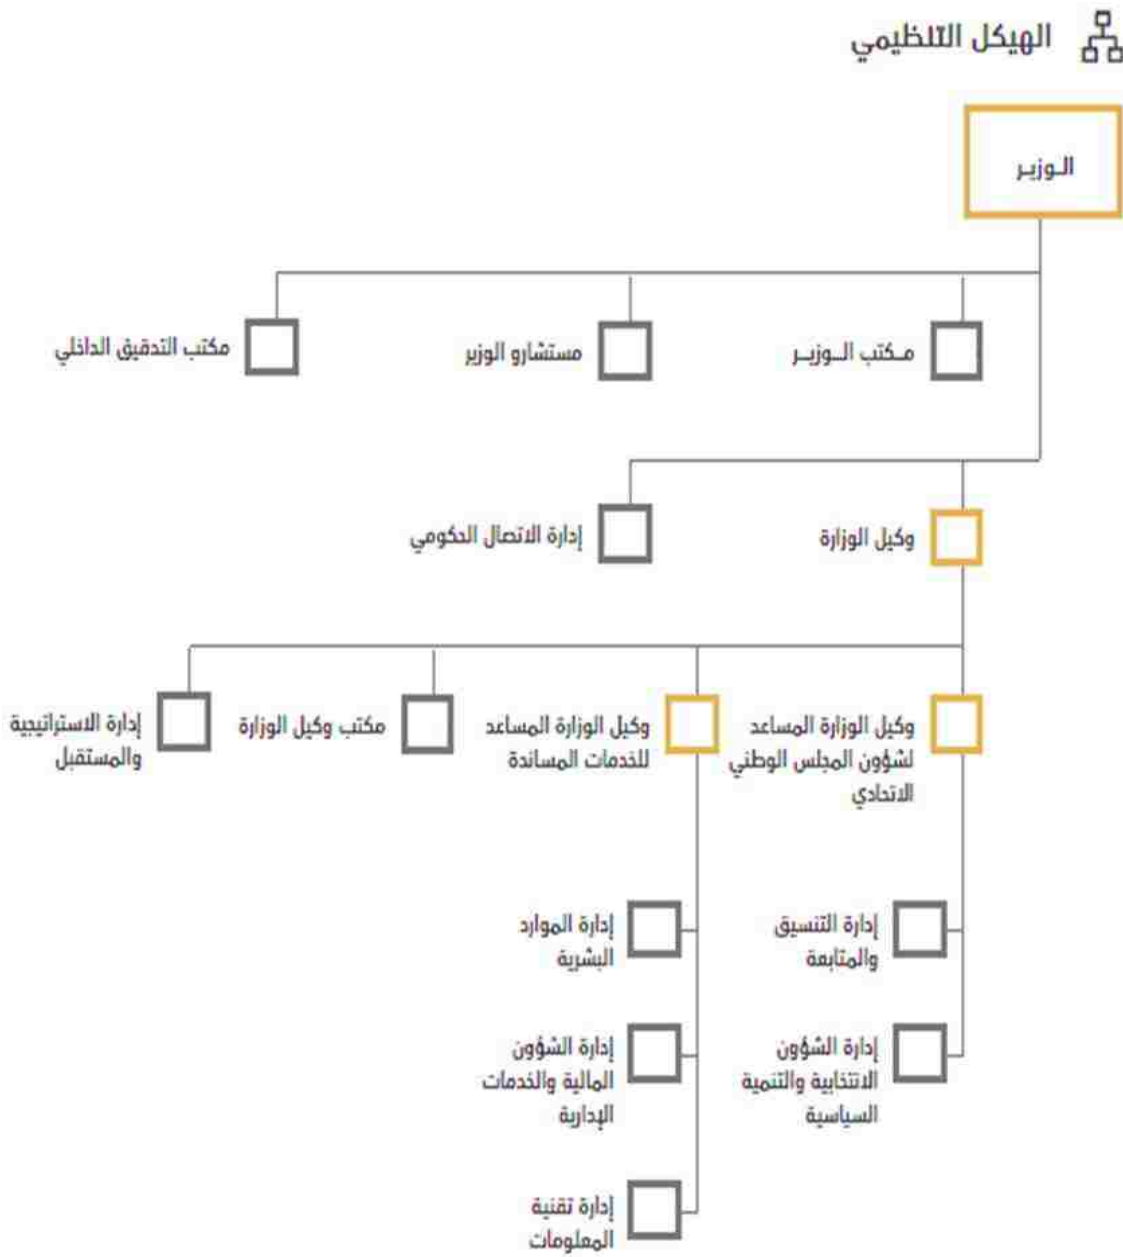 الهيكل التنظيمي
الـوزيـر
مـكتب الــوزيــر
مستشارو الوزير
مكتب التدقيق الداخلي
وكيل الوزارة
إدارة الاتصال الحكومي
وكيل الوزارة المساعد
لشؤون المجلس الوطني
الاتحادي
وكيل الوزارة المساعد
للخدمات المساندة
مكتب وكيل الوزارة
إدارة الاستراتيجية
والمستقبل
إدارة التنسيق
والمتابعة
إدارة الشؤون
الانتخابية والتنمية
السياسية
إدارة الموارد
البشرية
إدارة الشؤون
المالية والخدمات
الإدارية
إدارة تقنية
المعلومات